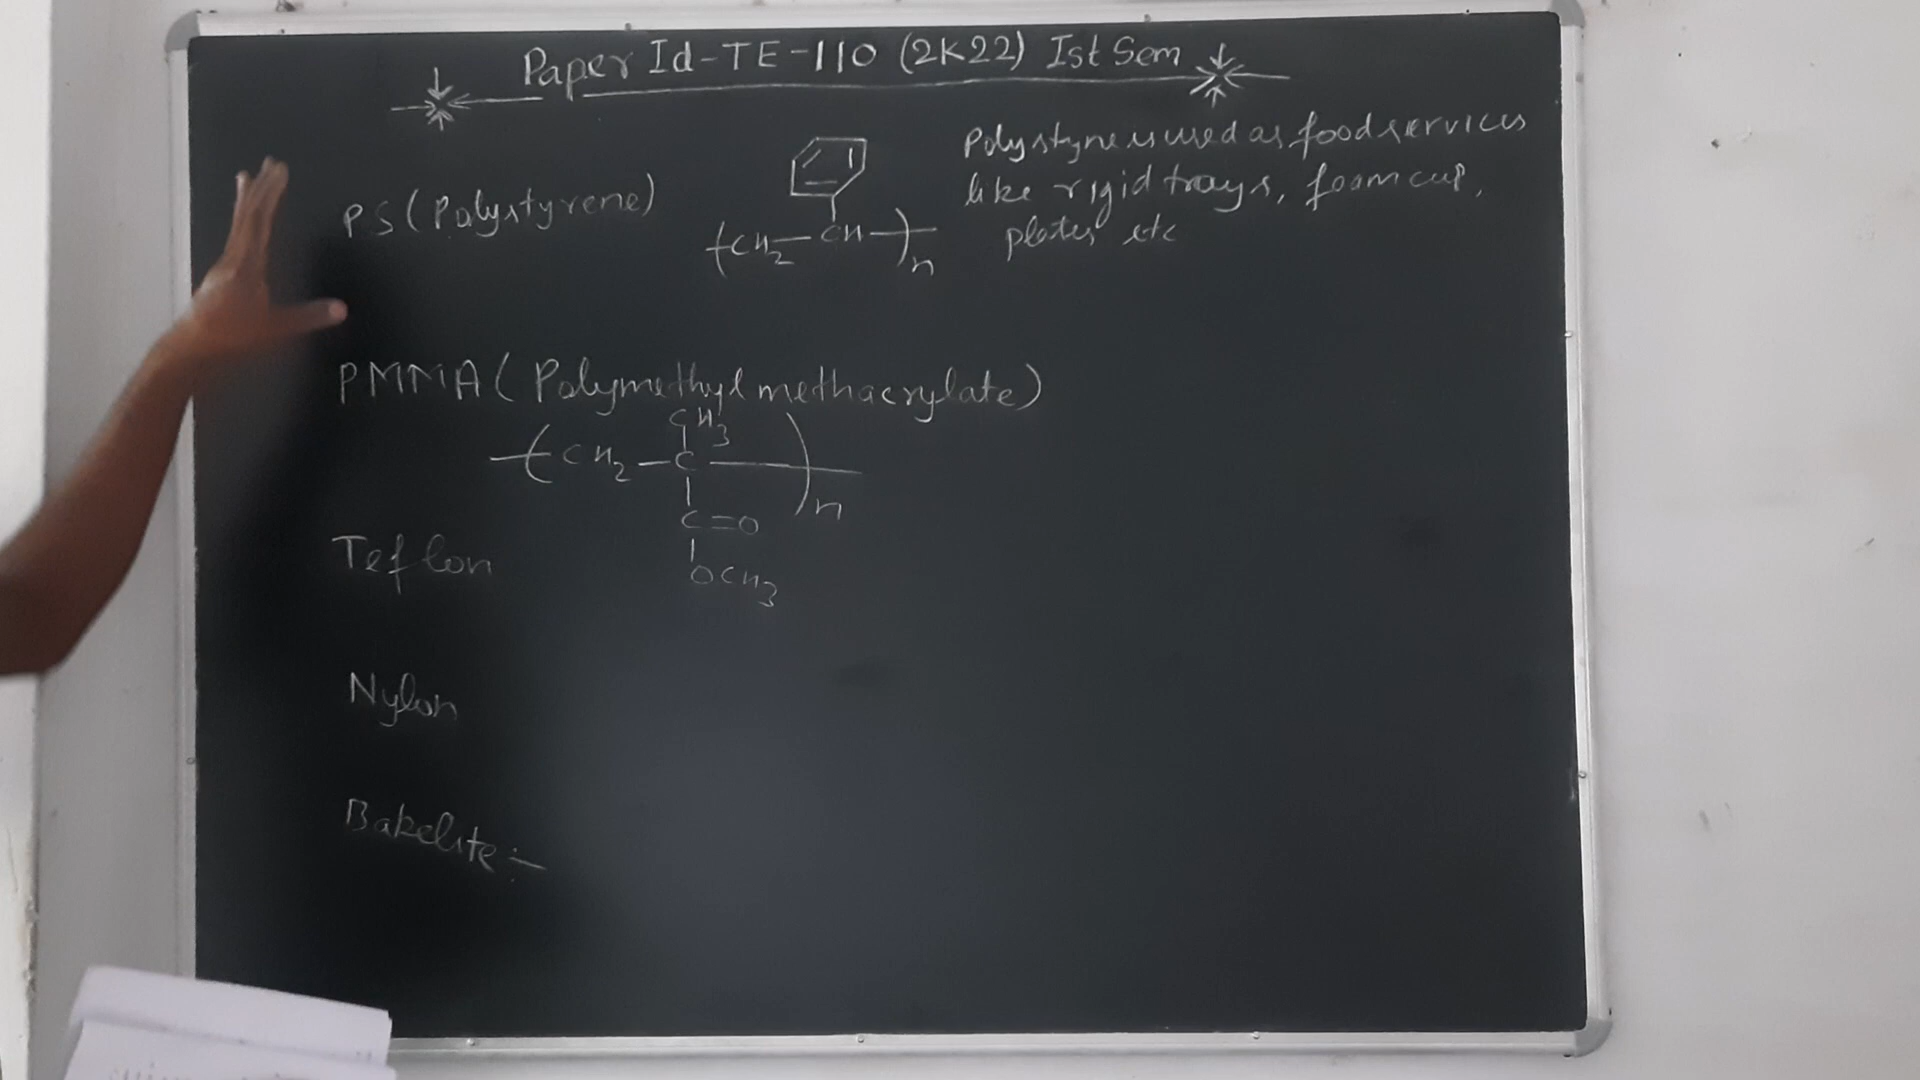 Paper Id-TE-110 (2K22) Ist Sem
PS (Polystyrene)
(CH2-CH-)n
Polystyne is used as food services
like rigid trays, foam cup,
plates etc
PMMA (Polymethyl methacrylate)
CH3
(CH2-C-)n
C=O
OCH3
Teflon
Nylon
Bakelite :-